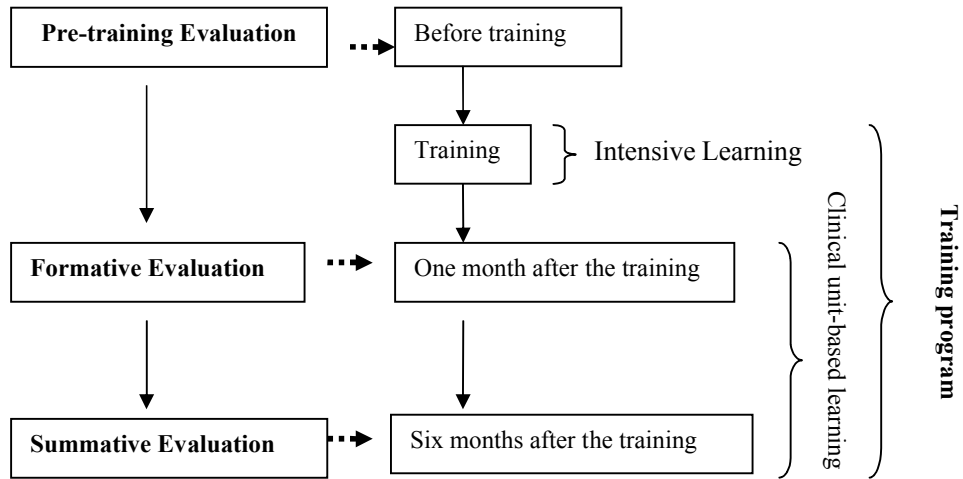 Pre-training Evaluation
Before training
Training
Intensive Learning
Formative Evaluation
One month after the training
Summative Evaluation
Six months after the training
Clinical unit-based learning
Training program